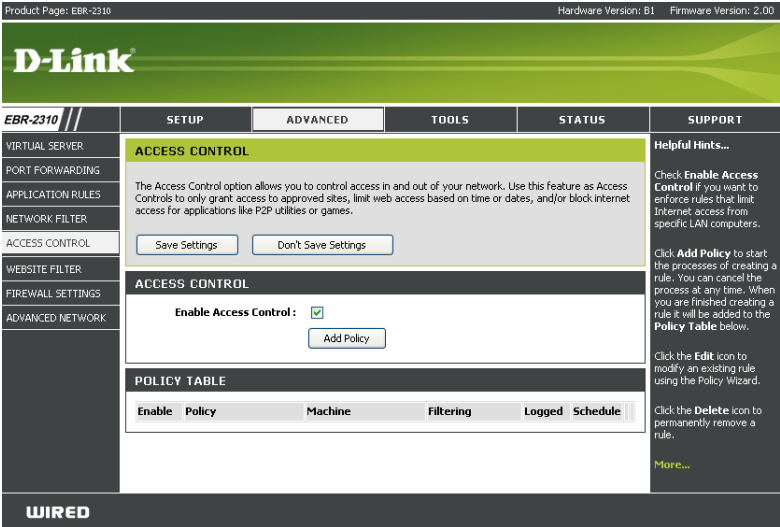 Product Page: EBR-2310
Hardware Version: B1 Firmware Version: 2.00
D-Link®
EBR-2310
SETUP
ADVANCED
TOOLS
STATUS
SUPPORT
VIRTUAL SERVER
PORT FORWARDING
APPLICATION RULES
NETWORK FILTER
ACCESS CONTROL
WEBSITE FILTER
FIREWALL SETTINGS
ADVANCED NETWORK
ACCESS CONTROL
The Access Control option allows you to control access in and out of your network. Use this feature as Access
Controls to only grant access to approved sites, limit web access based on time or dates, and/or block internet
access for applications like P2P utilities or games.
Save Settings
Don't Save Settings
ACCESS CONTROL
Enable Access Control :
Add Policy
POLICY TABLE
Enable Policy Machine Filtering Logged Schedule
Helpful Hints...
Check Enable Access
Control if you want to
enforce rules that limit
Internet access from
specific LAN computers.
Click Add Policy to start
the processes of creating a
rule. You can cancel the
process at any time. When
you are finished creating a
rule it will be added to the
Policy Table below.
Click the Edit icon to
modify an existing rule
using the Policy Wizard.
Click the Delete icon to
permanently remove a
rule.
More...
WIRED